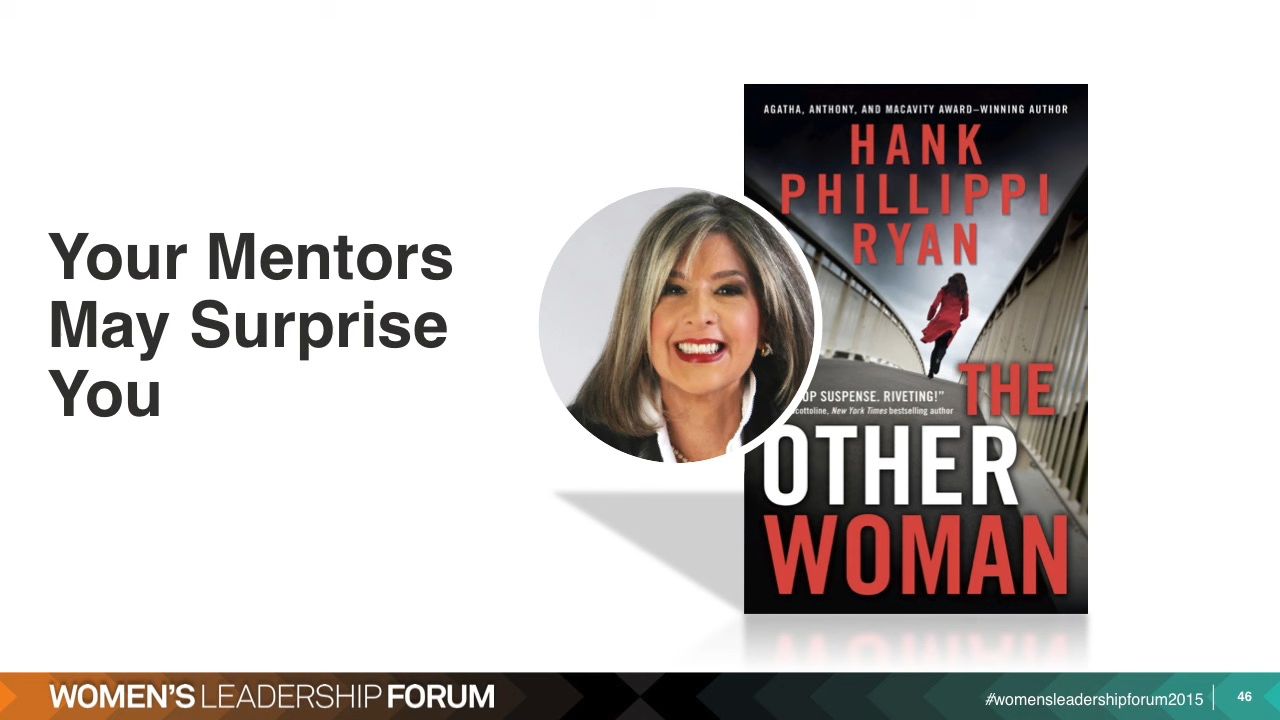 Your Mentors
May Surprise
You
AGATHA, ANTHONY, AND MACAVITY AWARD–WINNING AUTHOR
HANK
PHILLIPPI
RYAN
SUSPENSE. RIVETING!”
New York Times bestselling author
THE
OTHER
WOMAN
WOMEN'S LEADERSHIP FORUM
#womensleadershipforum2015
46